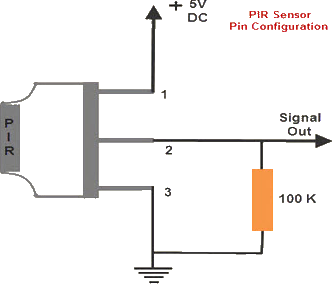 + 5V
DC
PIR Sensor
Pin Configuration
1
Signal
Out
PIR
2
3
100 K